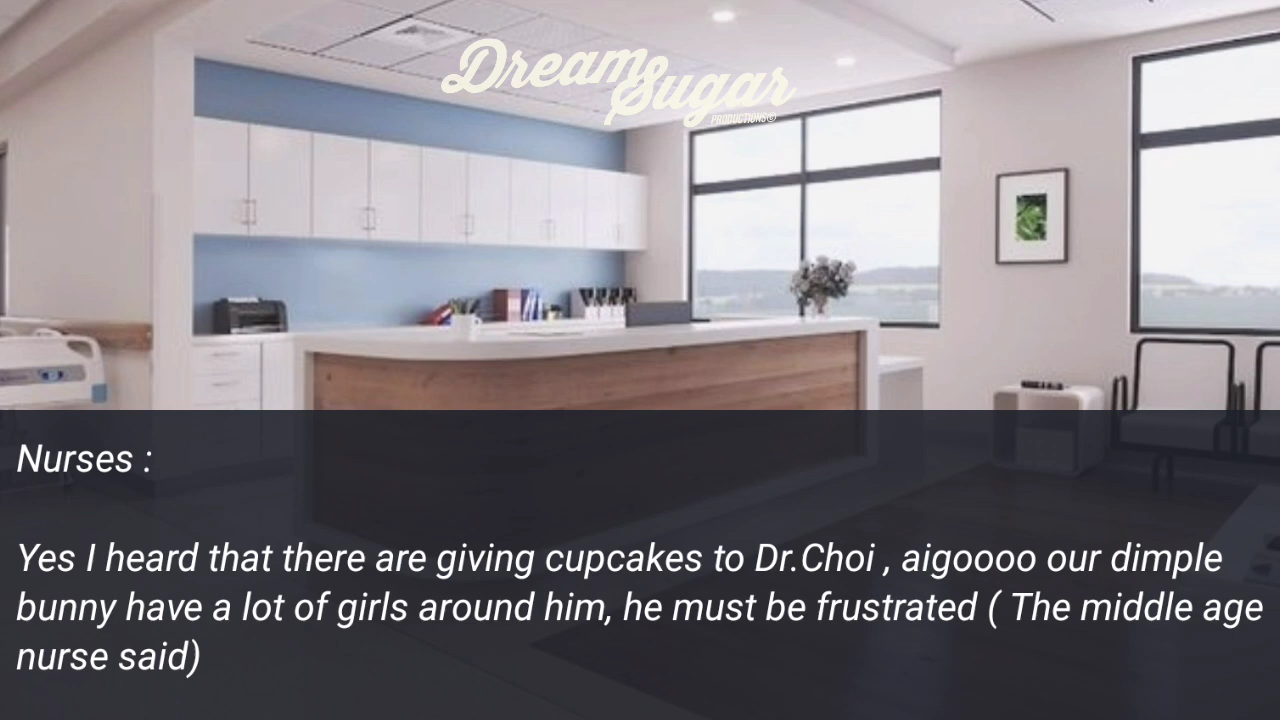 Dream
Sugar
PRODUCTIONS©
Nurses :
Yes I heard that there are giving cupcakes to Dr.Choi , aigoooo our dimple
bunny have a lot of girls around him, he must be frustrated ( The middle age
nurse said)